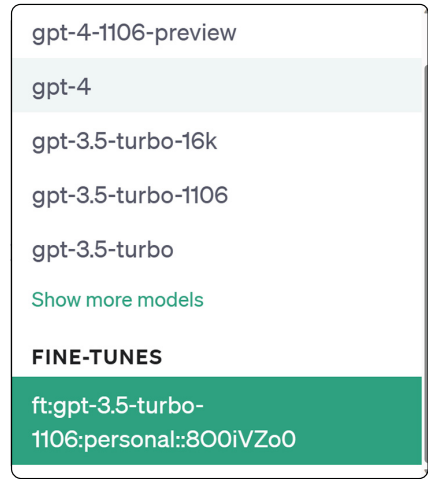 gpt-4-1106-preview
gpt-4
gpt-3.5-turbo-16k
gpt-3.5-turbo-1106
gpt-3.5-turbo
Show more models
FINE-TUNES
ft:gpt-3.5-turbo-
1106:personal::8O0iVZo0